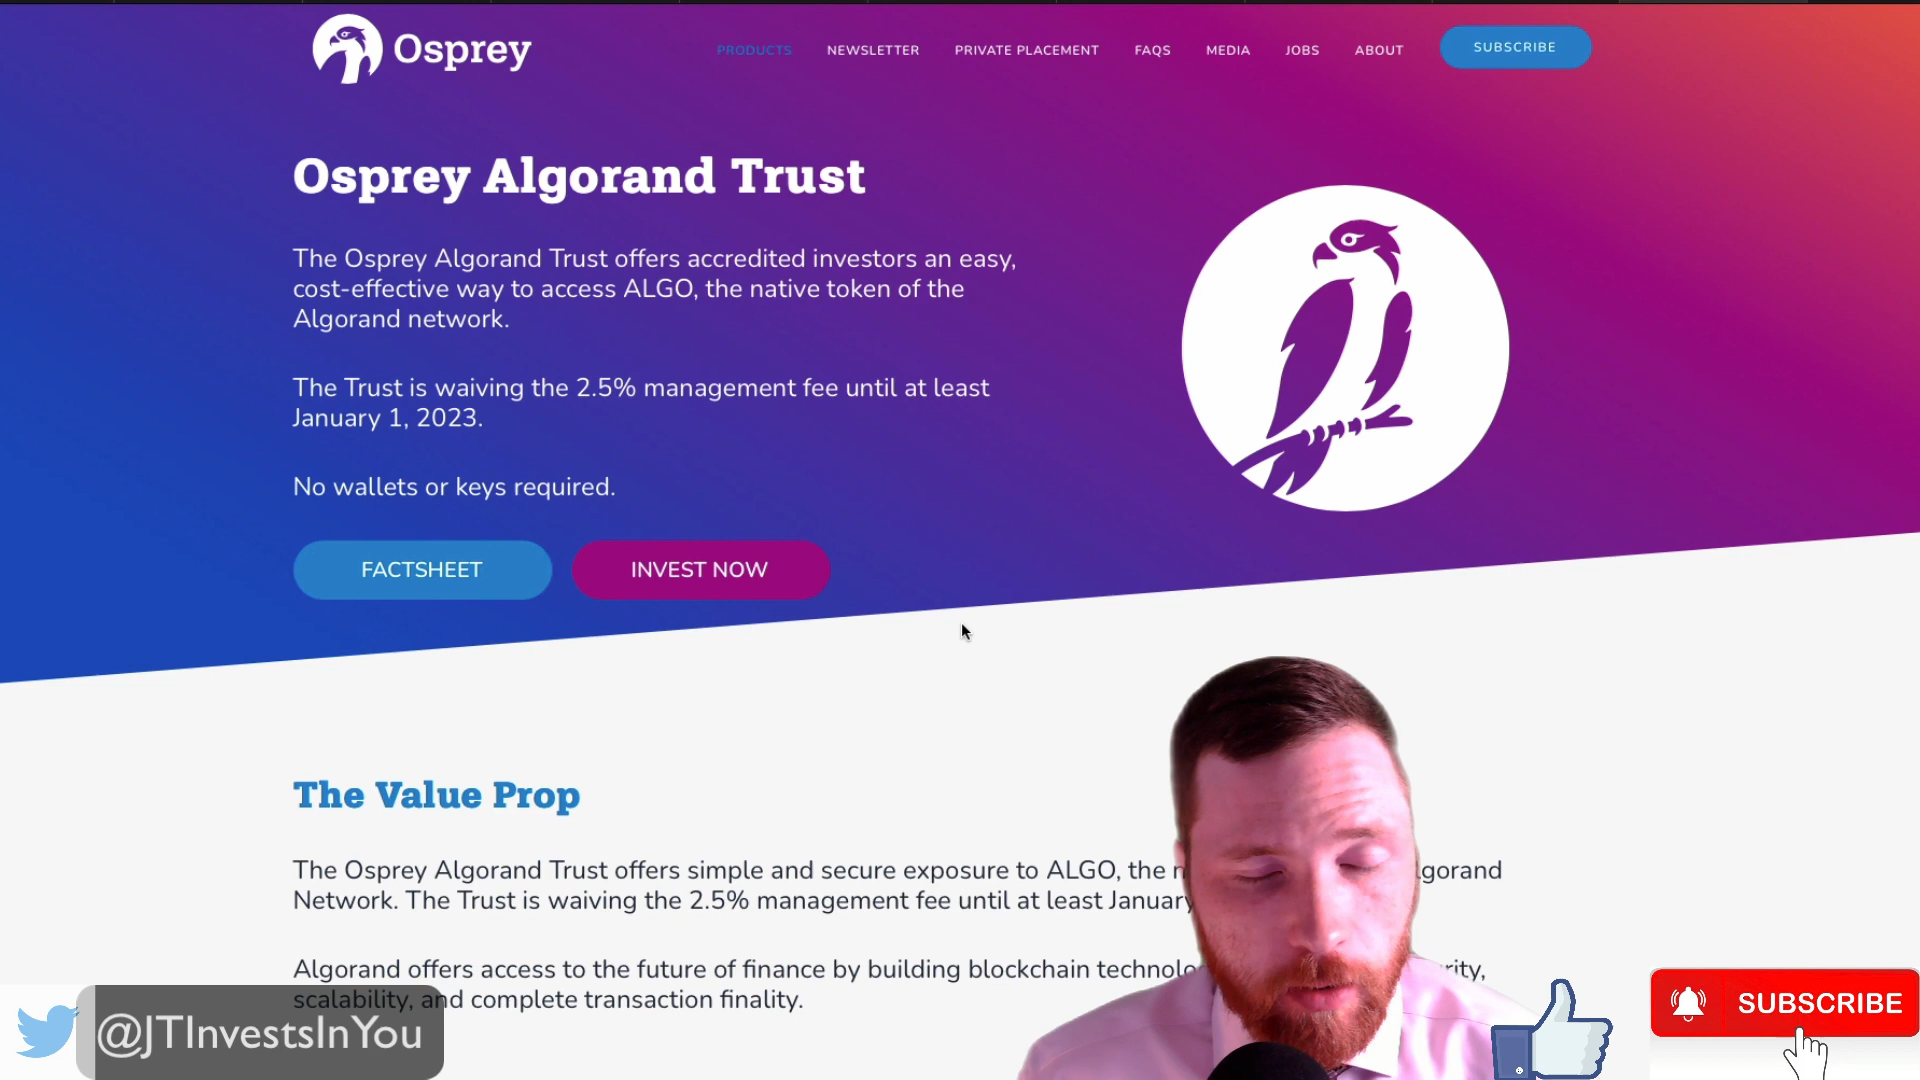 Osprey
PRODUCTS NEWSLETTER PRIVATE PLACEMENT FAQS MEDIA JOBS ABOUT SUBSCRIBE
Osprey Algorand Trust
The Osprey Algorand Trust offers accredited investors an easy,
cost-effective way to access ALGO, the native token of the
Algorand network.
The Trust is waiving the 2.5% management fee until at least
January 1, 2023.
No wallets or keys required.
FACTSHEET INVEST NOW
The Value Prop
The Osprey Algorand Trust offers simple and secure exposure to ALGO, the lgorand
Network. The Trust is waiving the 2.5% management fee until at least January
Algorand offers access to the future of finance by building blockchain
scalability, and complete transaction finality.
@JTInvestsInYou
SUBSCRIBE